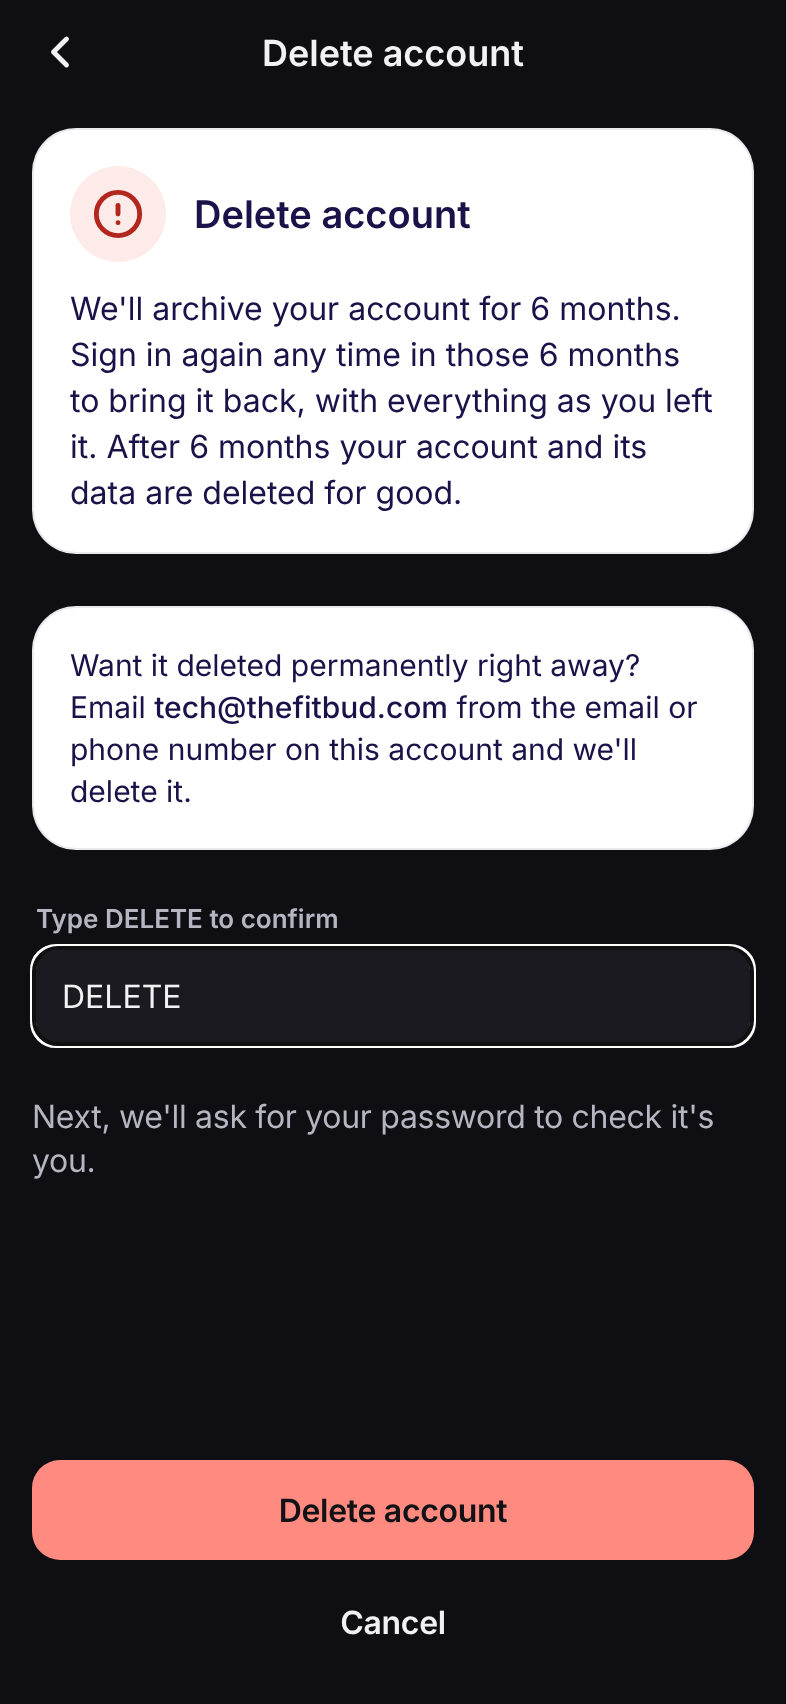 Delete account
Delete account
We'll archive your account for 6 months.
Sign in again any time in those 6 months
to bring it back, with everything as you left
it. After 6 months your account and its
data are deleted for good.
Want it deleted permanently right away?
Email tech@thefitbud.com from the email or
phone number on this account and we'll
delete it.
Type DELETE to confirm
DELETE
Next, we'll ask for your password to check it's
you.
Delete account
Cancel